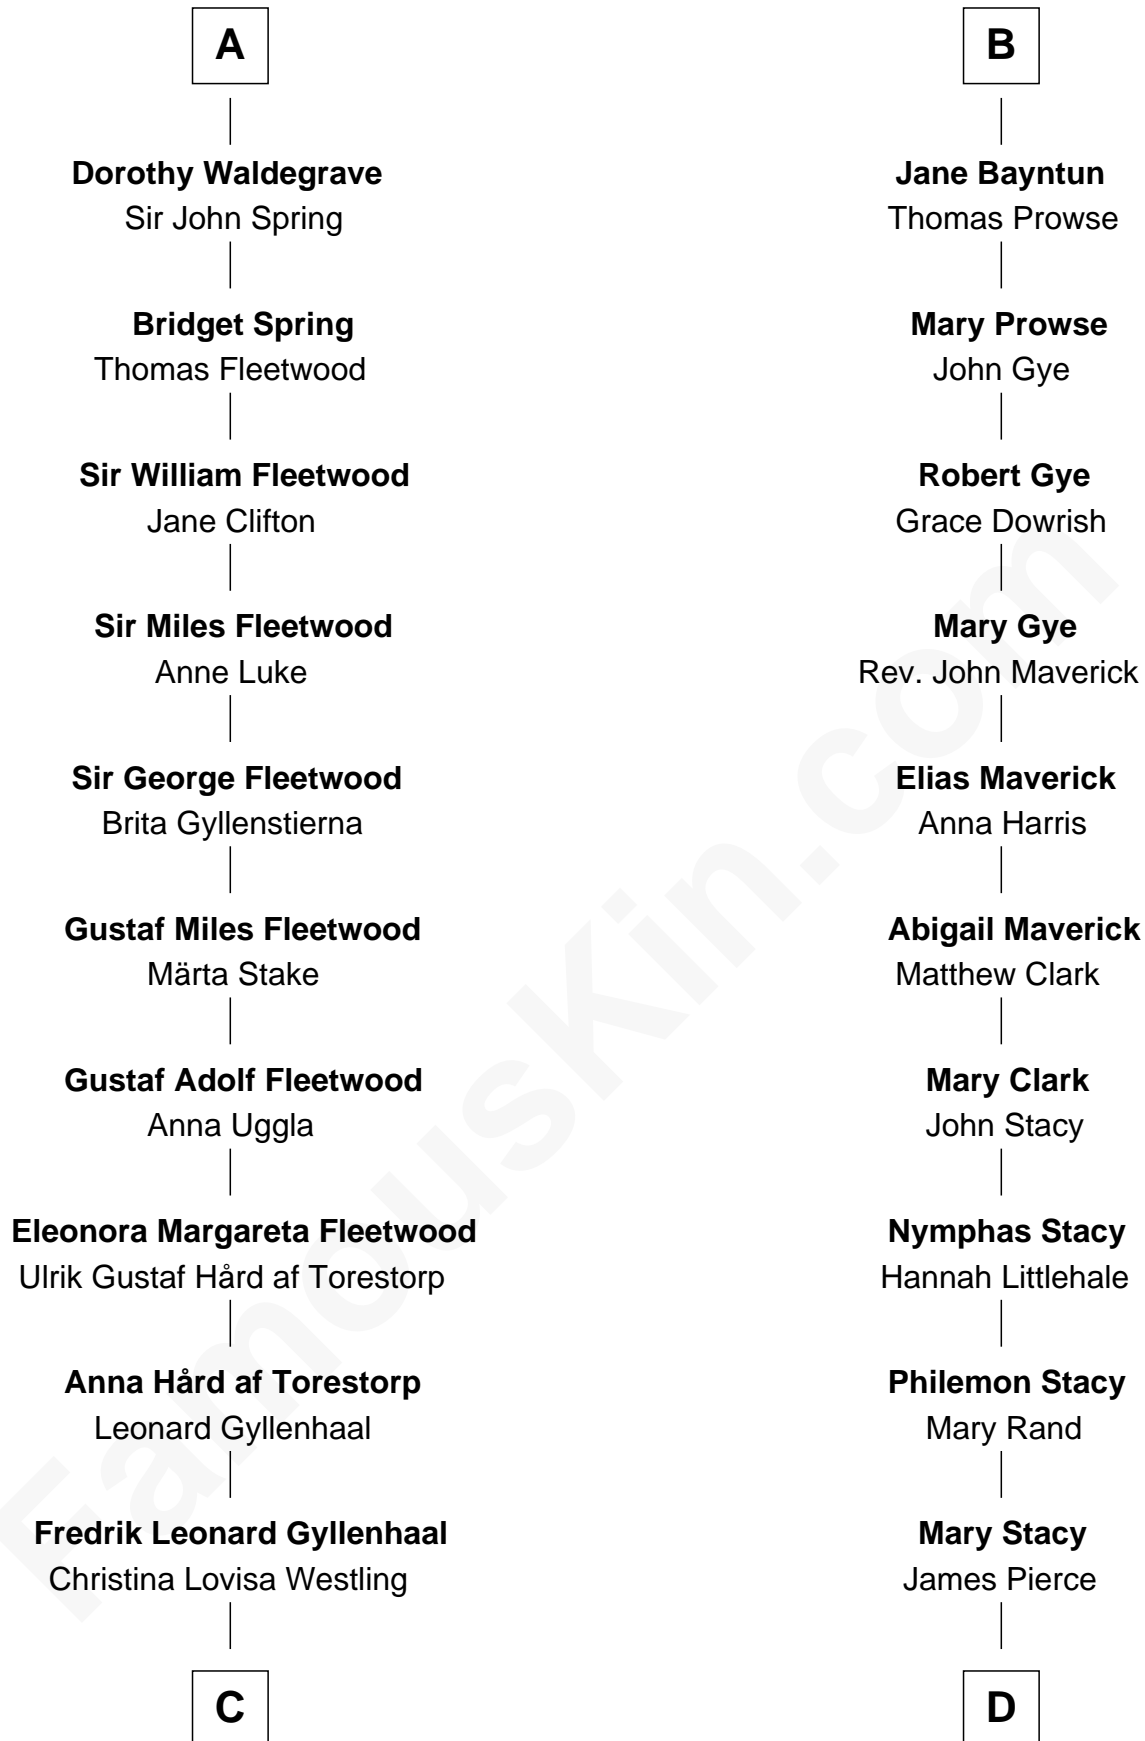 A
Dorothy Waldegrave
Sir John Spring
Bridget Spring
Thomas Fleetwood
Sir William Fleetwood
Jane Clifton
Sir Miles Fleetwood
Anne Luke
Sir George Fleetwood
Brita Gyllenstierna
Gustaf Miles Fleetwood
Märta Stake
Gustaf Adolf Fleetwood
Anna Uggla
Eleonora Margareta Fleetwood
Ulrik Gustaf Hård af Torestorp
Anna Hård af Torestorp
Leonard Gyllenhaal
Fredrik Leonard Gyllenhaal
Christina Lovisa Westling
C
B
Jane Bayntun
Thomas Prowse
Mary Prowse
John Gye
Robert Gye
Grace Dowrish
Mary Gye
Rev. John Maverick
Elias Maverick
Anna Harris
Abigail Maverick
Matthew Clark
Mary Clark
John Stacy
Nymphas Stacy
Hannah Littlehale
Philemon Stacy
Mary Rand
Mary Stacy
James Pierce
D
FamousKin.com